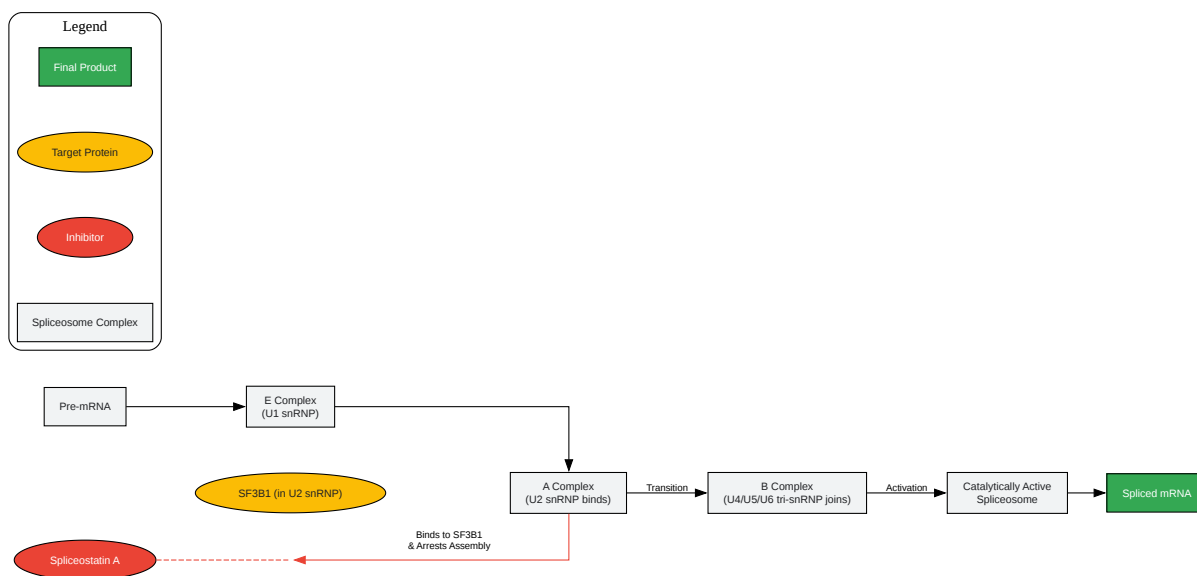 Legend
Final Product
Target Protein
Inhibitor
Spliceosome Complex
Pre-mRNA
E Complex
(U1 snRNP)
SF3B1 (in U2 snRNP)
A Complex
(U2 snRNP binds)
Transition
B Complex
(U4/U5/U6 tri-snRNP joins)
Activation
Catalytically Active
Spliceosome
Spliced mRNA
Binds to SF3B1
& Arrests Assembly
Spliceostatin A